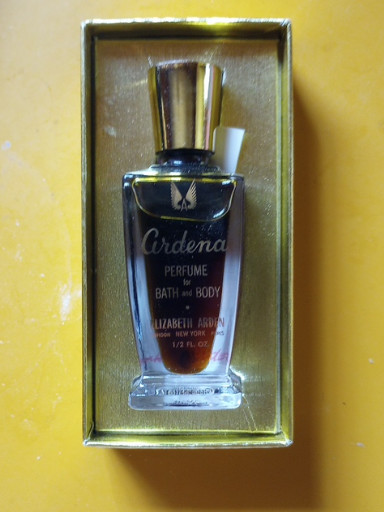 Ardena
PERFUME
for
BATH and BODY
ELIZABETH ARDEN
NEW YORK
1/2 FL. OZ.